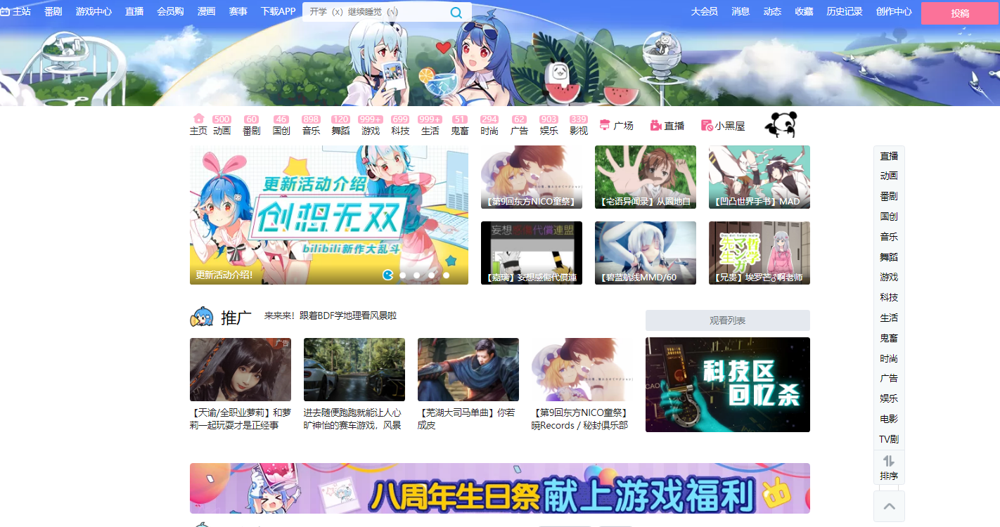 主站 番剧 游戏中心 直播 会员购 漫画 赛事 下载APP 开学（x）继续睡觉（√） 大会员 消息 动态 收藏 历史记录 创作中心 投稿
500 60 46 898 120 999+ 699 999+ 51 294 62 903 339
主页 动画 番剧 国创 音乐 舞蹈 游戏 科技 生活 鬼畜 时尚 广告 娱乐 影视 广场 直播 小黑屋
更新活动介绍
创想无双
bilibili新作大乱斗
更新活动介绍!
【第9回东方NICO童祭】
【宅语异闻录】从圈地自
【凹凸世界手书】MAD
妄想感傷代償連盟
【嘉瑞】妄想感傷代償連
【碧蓝航线MMD/60
【兄贵】埃罗芒♂啊老师
推广 来来来！跟着BDF学地理看风景啦
观看列表
广告
【天谕/全职业萝莉】和萝
莉一起玩耍才是正经事
进去随便跑跑就能让人心
旷神怡的赛车游戏，风景
【芜湖大司马单曲】你若
成皮
【第9回东方NICO童祭】
暁Records / 秘封俱乐部
科技区
回忆杀
八周年生日祭献上游戏福利
直播
动画
番剧
国创
音乐
舞蹈
游戏
科技
生活
鬼畜
时尚
广告
娱乐
电影
TV剧
排序